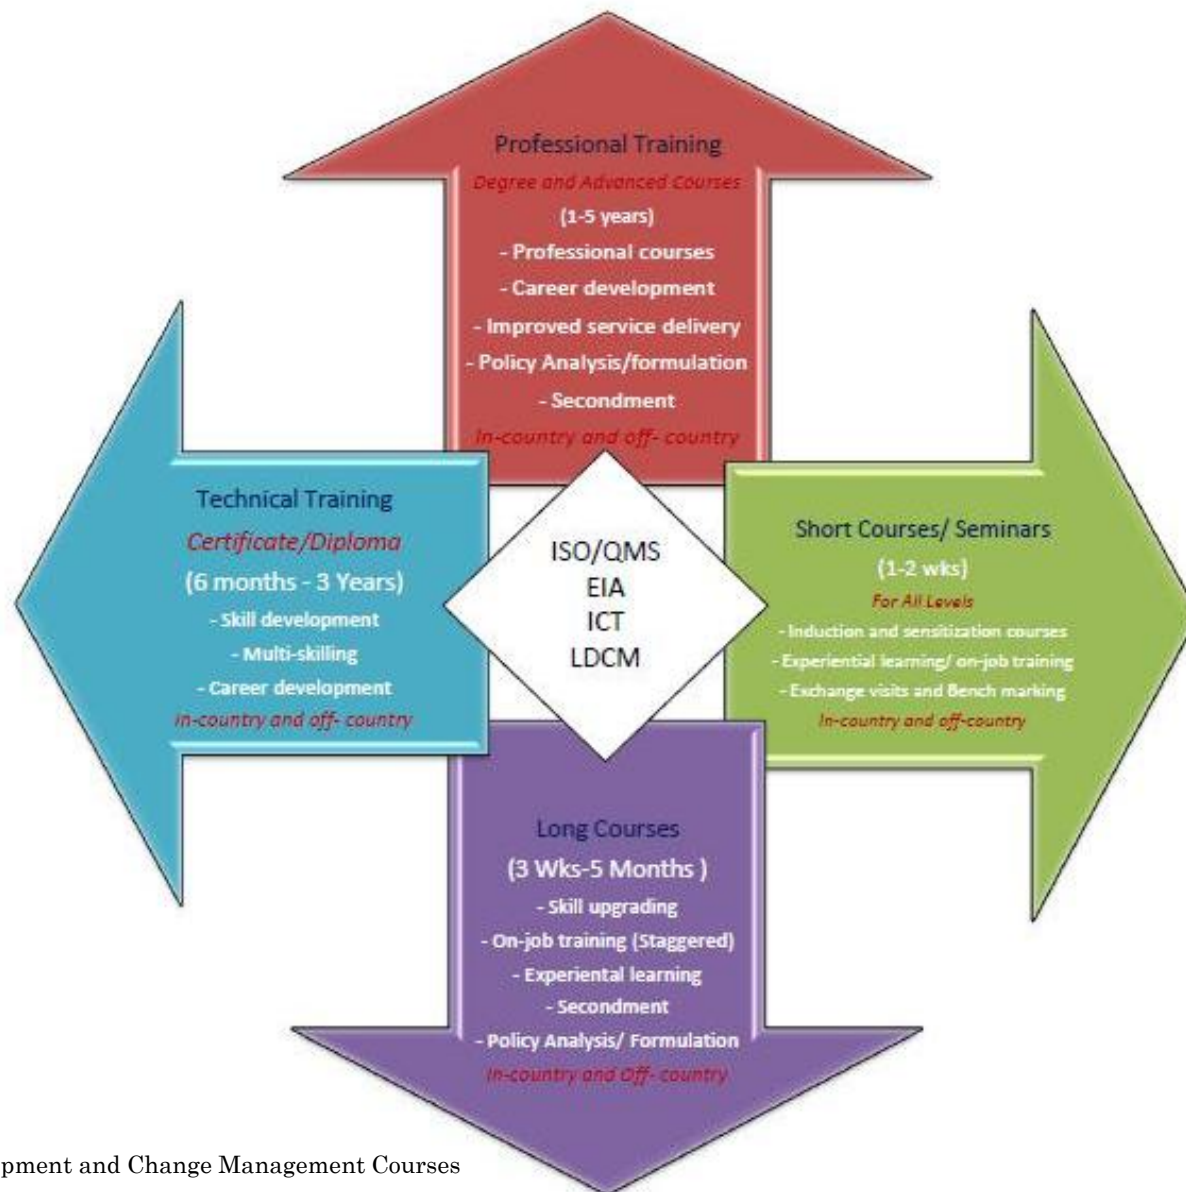 Professional Training
Degree and Advanced Courses
(1-5 years)
- Professional courses
- Career development
- Improved service delivery
- Policy Analysis/formulation
- Secondment
In-country and off- country
Technical Training
Certificate/Diploma
(6 months - 3 Years)
- Skill development
- Multi-skilling
- Career development
In-country and off- country
ISO/QMS
EIA
ICT
LDCM
Short Courses/ Seminars
(1-2 wks)
For All Levels
- Induction and sensitization courses
- Experiential learning/ on-job training
- Exchange visits and Bench marking
In-country and off-country
Long Courses
(3 Wks-5 Months )
- Skill upgrading
- On-job training (Staggered)
- Experiental learning
- Secondment
- Policy Analysis/ Formulation
In-country and Off- country
pment and Change Management Courses